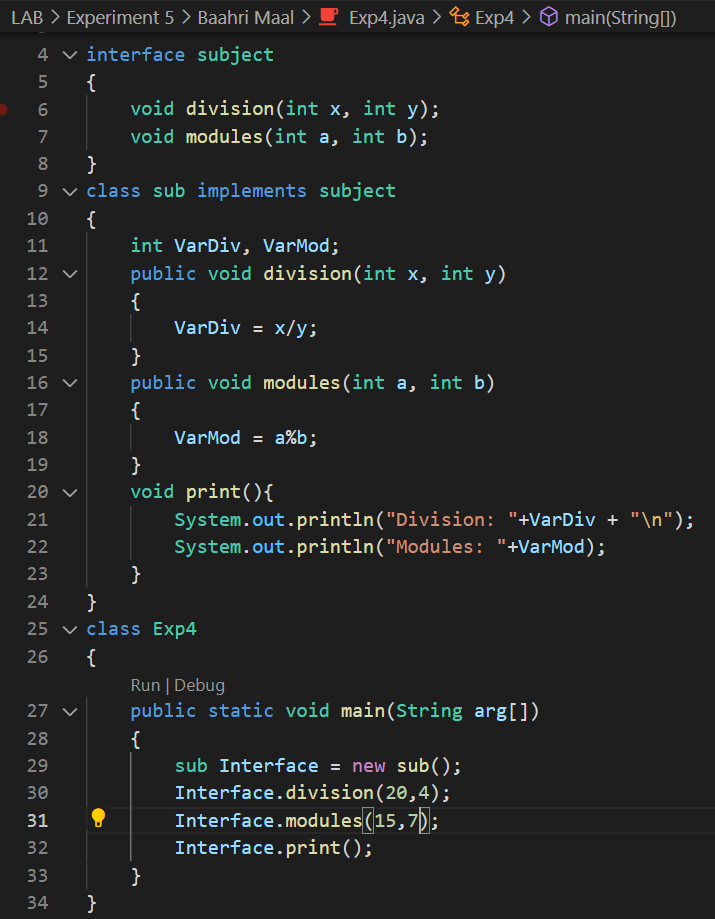 LAB > Experiment 5 > Baahri Maal > Exp4.java > Exp4 > main(String[])
4 interface subject
5 {
6     void division(int x, int y);
7     void modules(int a, int b);
8 }
9 class sub implements subject
10 {
11     int VarDiv, VarMod;
12     public void division(int x, int y)
13     {
14         VarDiv = x/y;
15     }
16     public void modules(int a, int b)
17     {
18         VarMod = a%b;
19     }
20     void print(){
21         System.out.println("Division: "+VarDiv + "\n");
22         System.out.println("Modules: "+VarMod);
23     }
24 }
25 class Exp4
26 {
Run | Debug
27     public static void main(String arg[])
28     {
29         sub Interface = new sub();
30         Interface.division(20,4);
31         Interface.modules(15,7);
32         Interface.print();
33     }
34 }